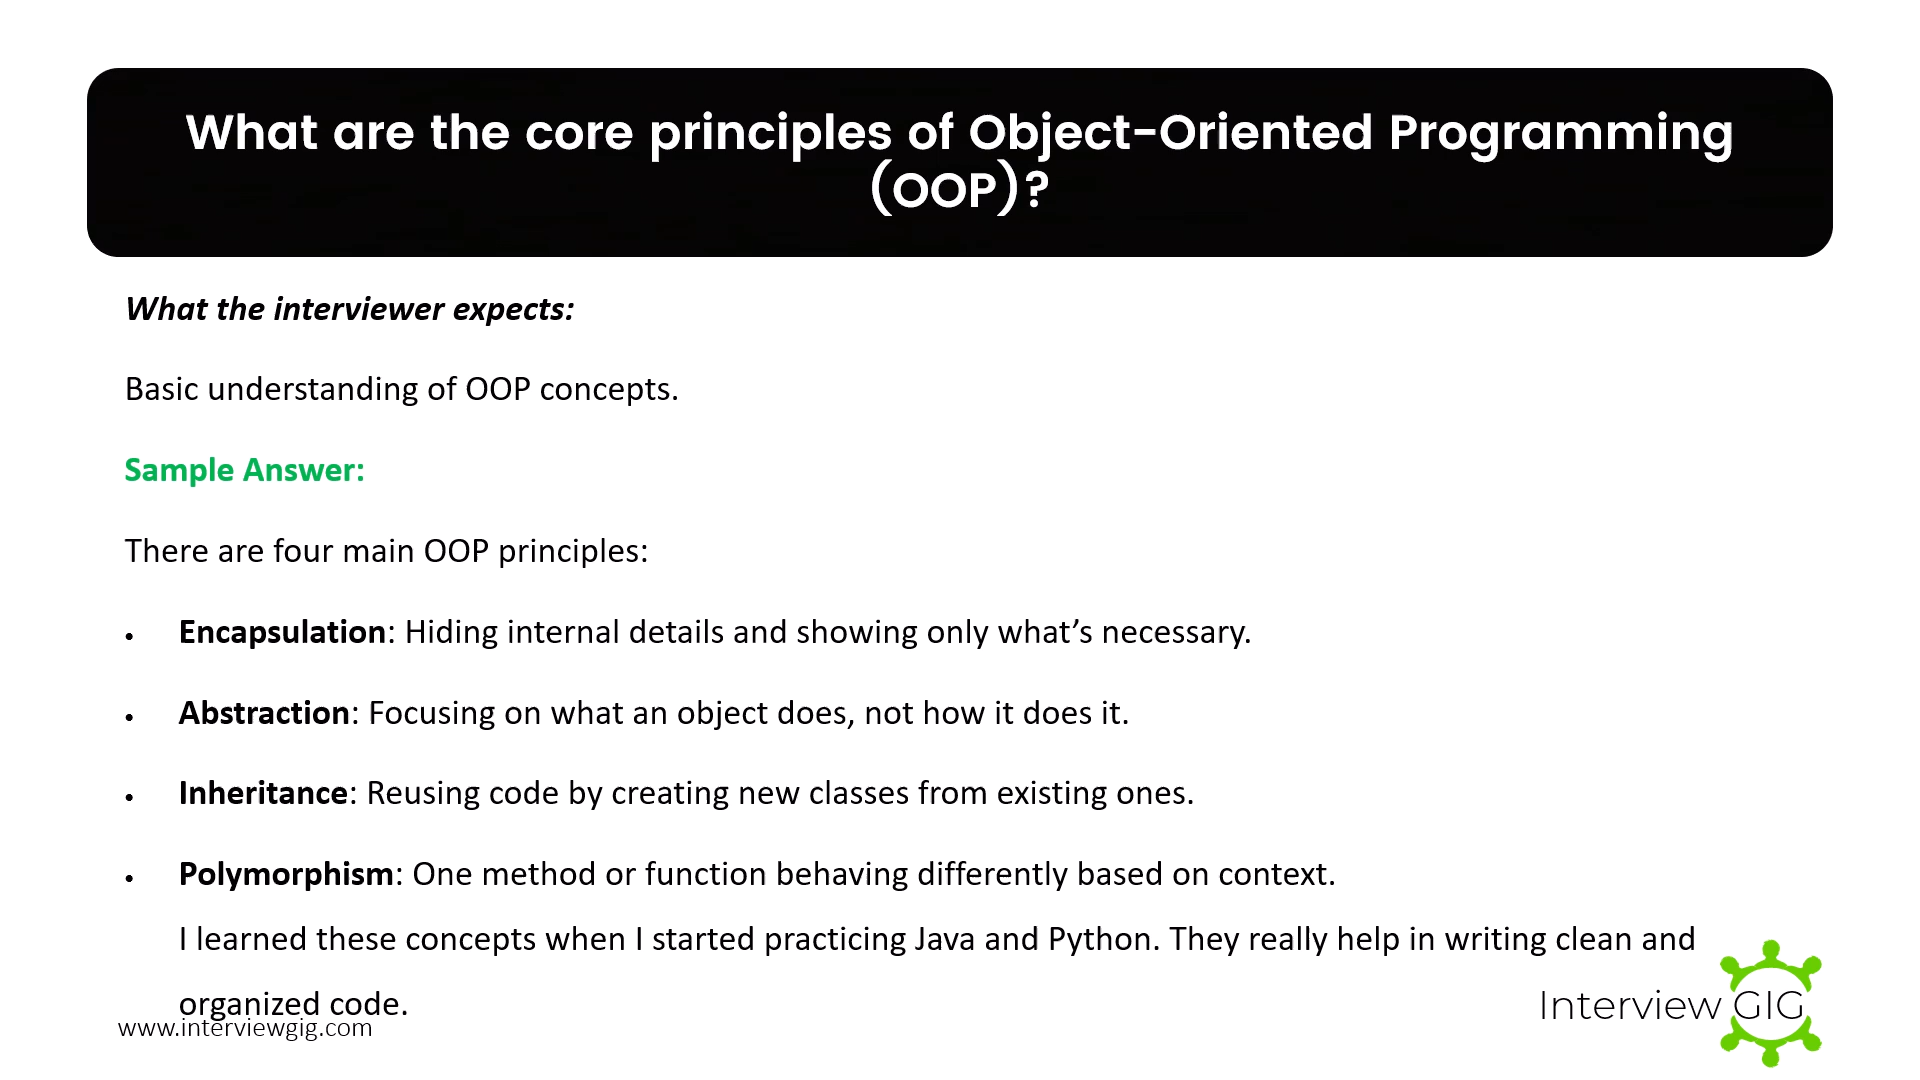 What are the core principles of Object-Oriented Programming
(OOP)?
What the interviewer expects:
Basic understanding of OOP concepts.
Sample Answer:
There are four main OOP principles:
• Encapsulation: Hiding internal details and showing only what’s necessary.
• Abstraction: Focusing on what an object does, not how it does it.
• Inheritance: Reusing code by creating new classes from existing ones.
• Polymorphism: One method or function behaving differently based on context.
I learned these concepts when I started practicing Java and Python. They really help in writing clean and
organized code.
www.interviewgig.com
Interview GIG